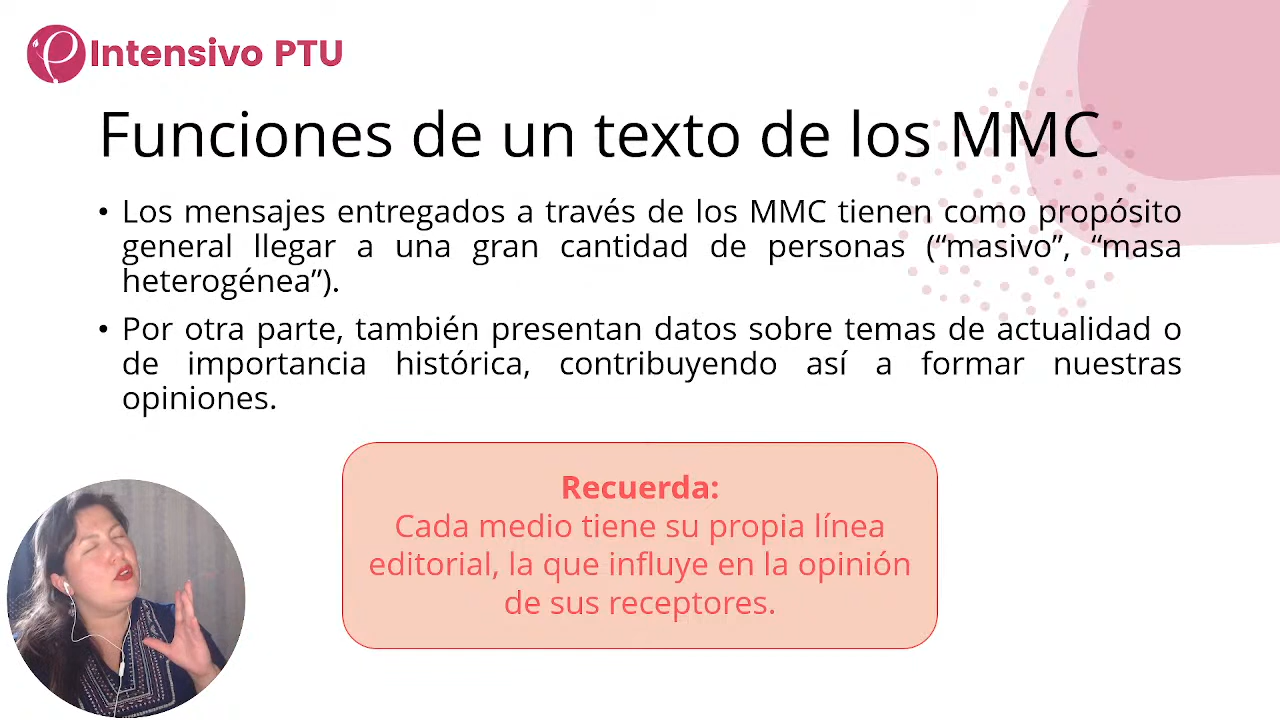 Intensivo PTU
Funciones de un texto de los MMC
• Los mensajes entregados a través de los MMC tienen como propósito
general llegar a una gran cantidad de personas (“masivo”, “masa
heterogénea”).
• Por otra parte, también presentan datos sobre temas de actualidad o
de importancia histórica, contribuyendo así a formar nuestras
opiniones.
Recuerda:
Cada medio tiene su propia línea
editorial, la que influye en la opinión
de sus receptores.